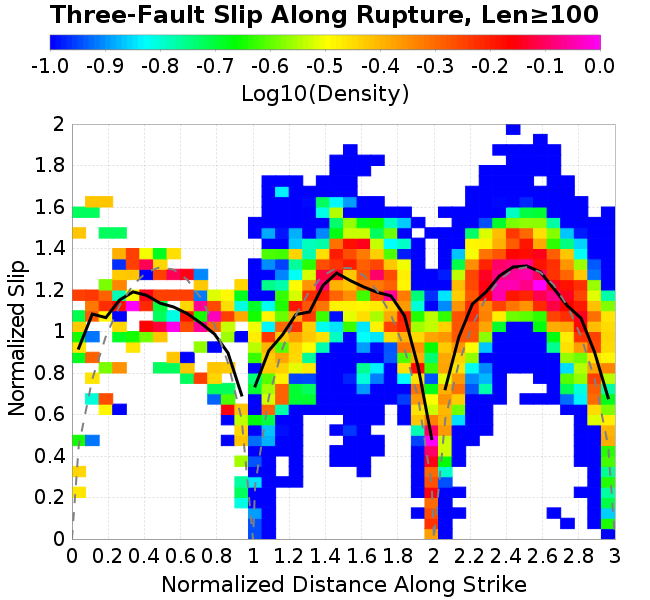 Three-Fault Slip Along Rupture, Len≥100
-1.0 -0.9 -0.8 -0.7 -0.6 -0.5 -0.4 -0.3 -0.2 -0.1 0.0
Log10(Density)
2
1.8
1.6
1.4
1.2
1
0.8
0.6
0.4
0.2
0
Normalized Slip
0 0.2 0.4 0.6 0.8 1 1.2 1.4 1.6 1.8 2 2.2 2.4 2.6 2.8 3
Normalized Distance Along Strike